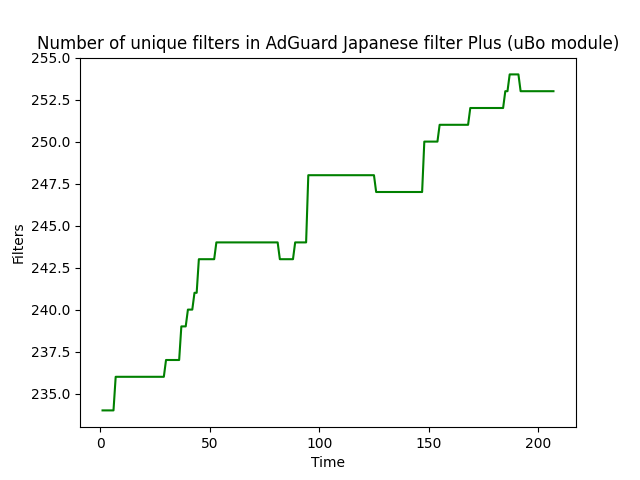 Number of unique filters in AdGuard Japanese filter Plus (uBo module)
255.0
252.5
250.0
247.5
245.0
242.5
240.0
237.5
235.0
Filters
0 50 100 150 200
Time